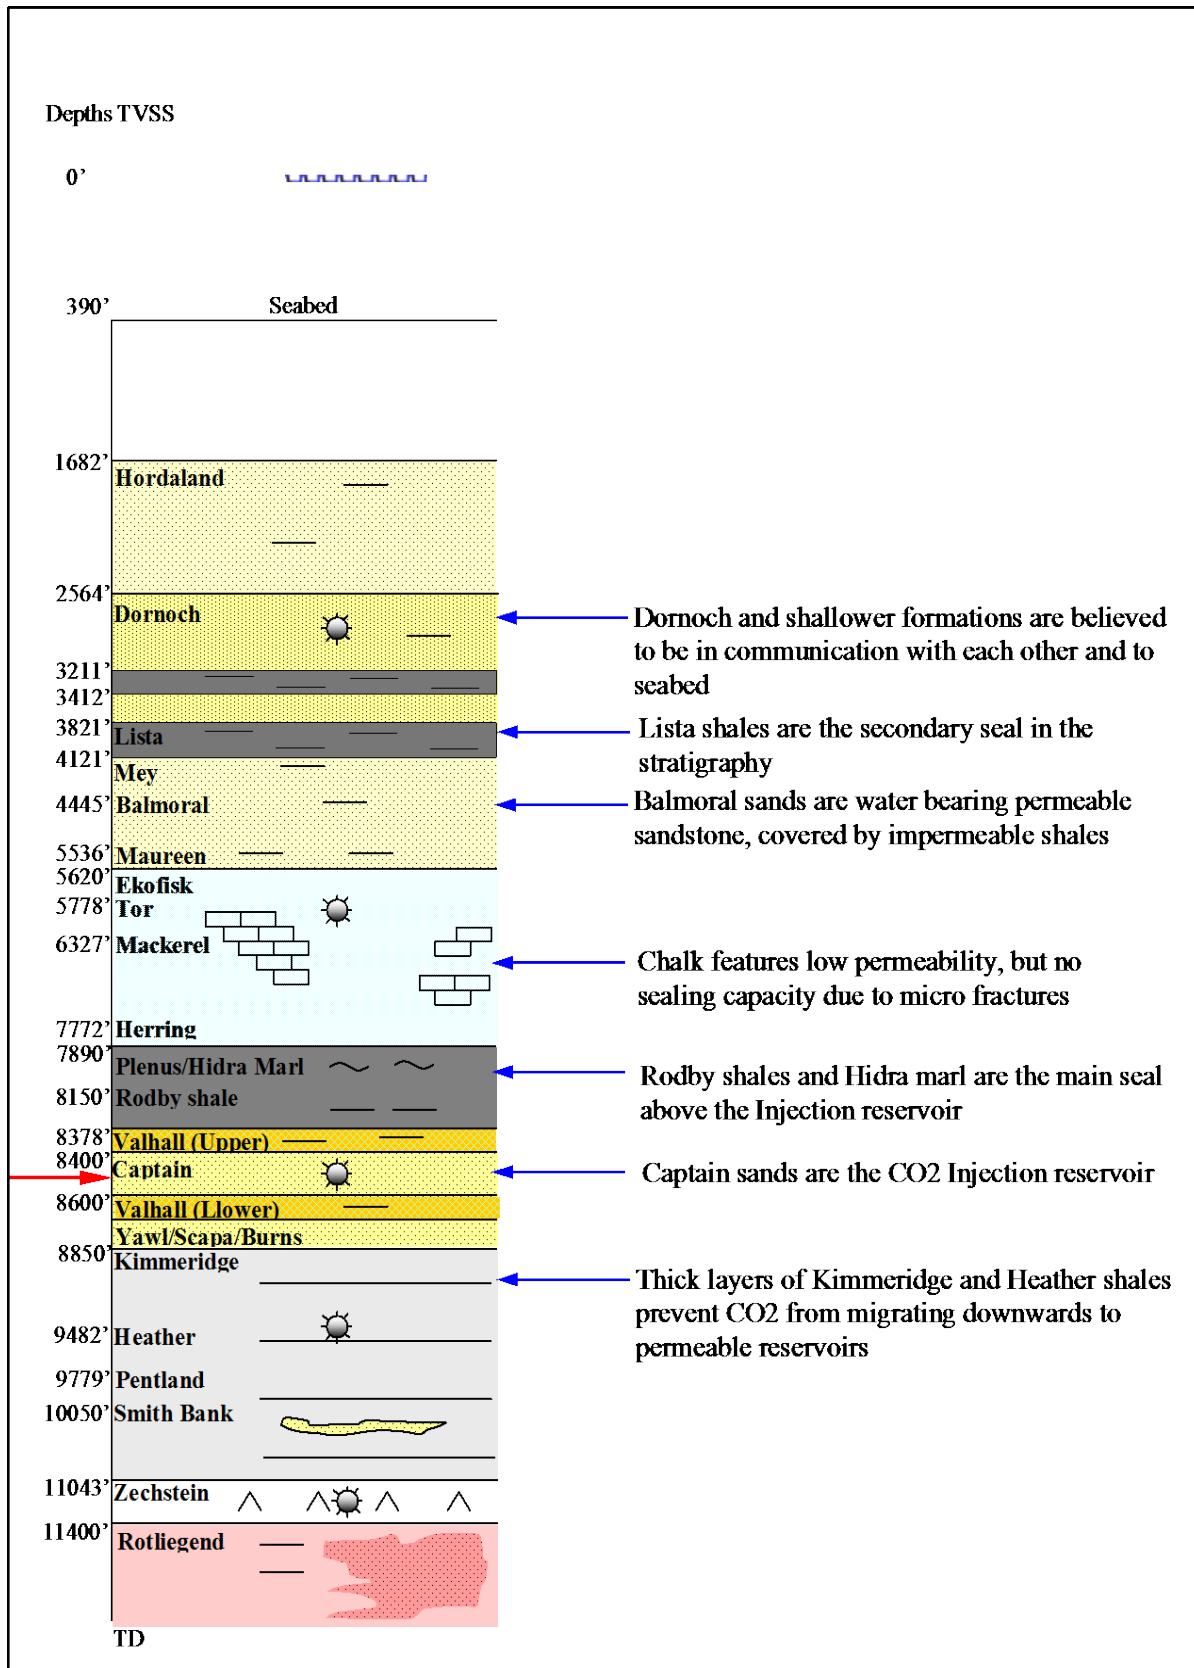 Depths TVSS
0’
390’
Seabed
1682’
Hordaland
2564’
Dornoch
Dornoch and shallower formations are believed
to be in communication with each other and to
seabed
3211’
3412’
3821’
Lista
Lista shales are the secondary seal in the
stratigraphy
4121’
Mey
4445’
Balmoral
Balmoral sands are water bearing permeable
sandstone, covered by impermeable shales
5536’
Maureen
5620’
Ekofisk
5778’
Tor
6327’
Mackerel
Chalk features low permeability, but no
sealing capacity due to micro fractures
7772’
Herring
7890’
Plenus/Hidra Marl
8150’
Rodby shale
Rodby shales and Hidra marl are the main seal
above the Injection reservoir
8378’
Valhall (Upper)
8400’
Captain
Captain sands are the CO2 Injection reservoir
8600’
Valhall (Llower)
Yawl/Scapa/Burns
8850’
Kimmeridge
Thick layers of Kimmeridge and Heather shales
prevent CO2 from migrating downwards to
permeable reservoirs
9482’
Heather
9779’
Pentland
10050’
Smith Bank
11043’
Zechstein
11400’
Rotliegend
TD